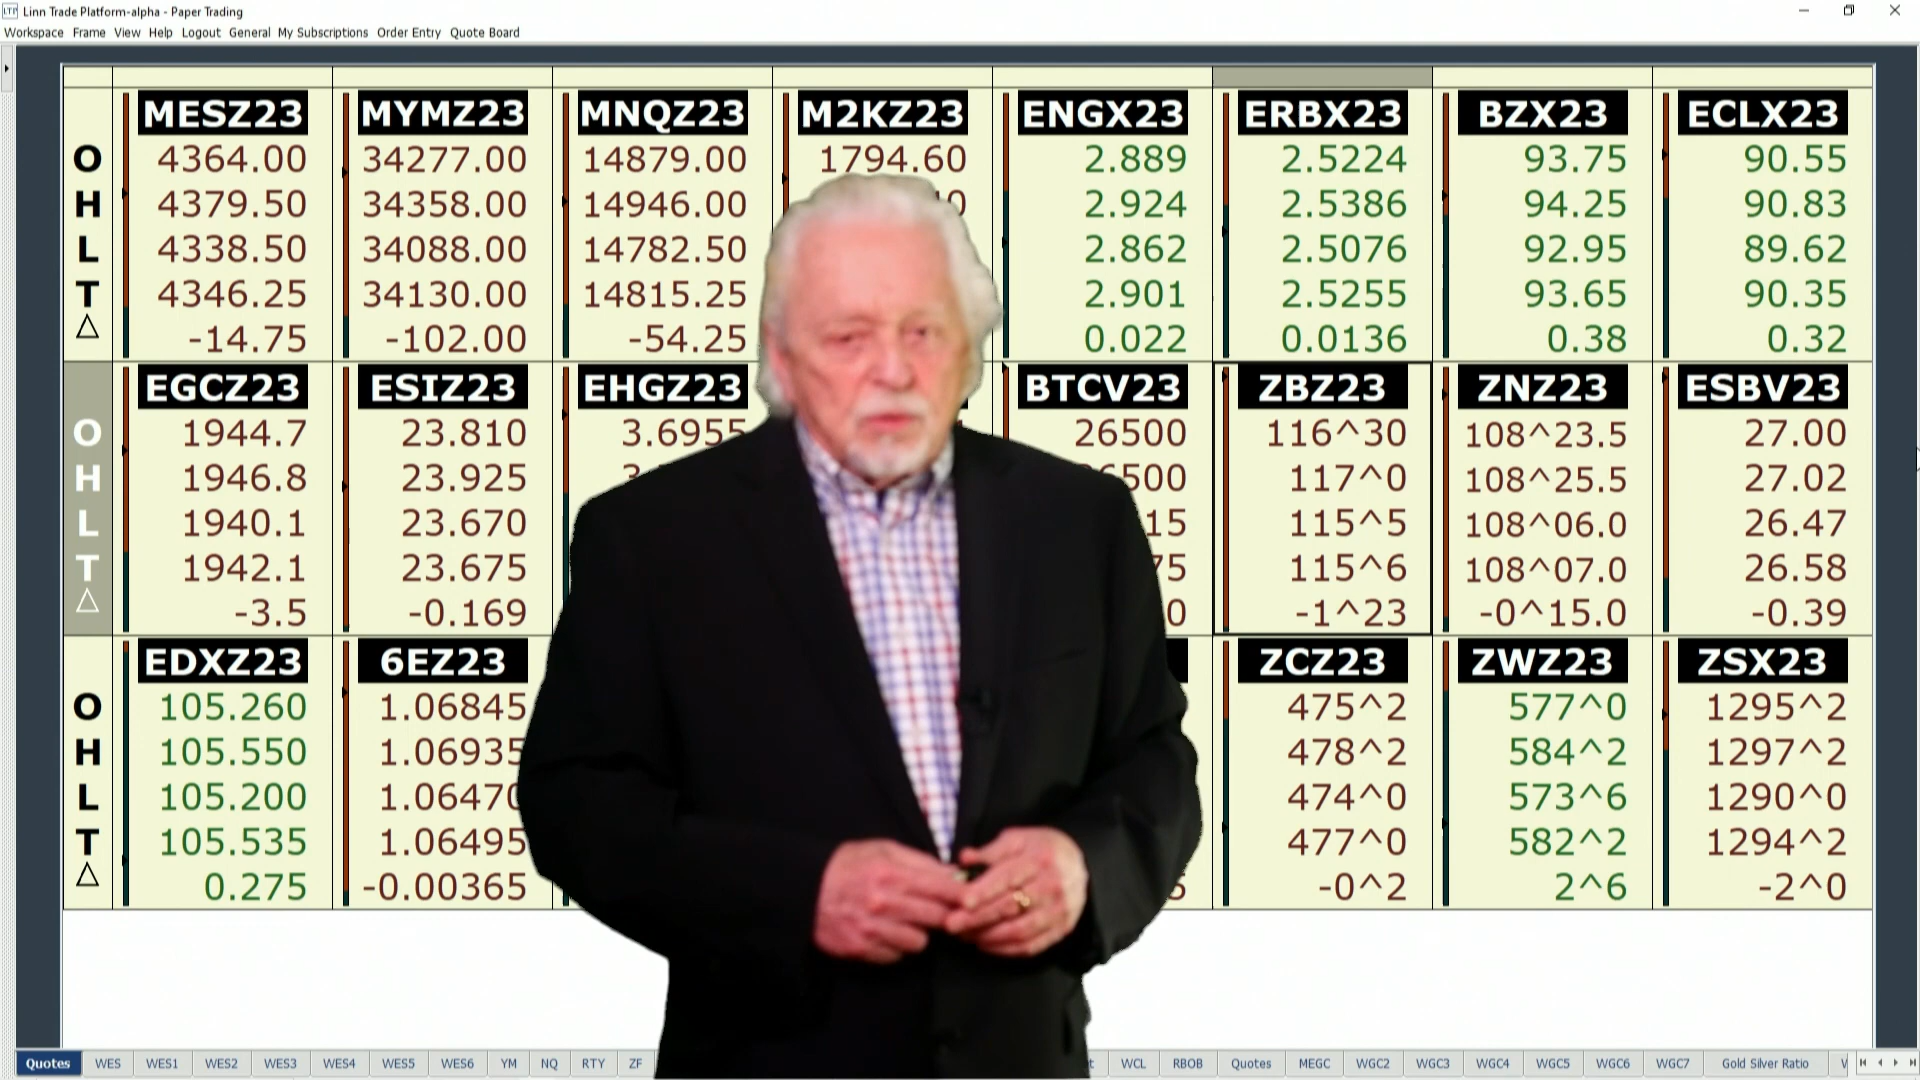 Linn Trade Platform-alpha - Paper Trading
Workspace Frame View Help Logout General My Subscriptions Order Entry Quote Board
MESZ23 MYMZ23 MNQZ23 M2KZ23 ENGX23 ERBX23 BZX23 ECLX23
O 4364.00 34277.00 14879.00 1794.60 2.889 2.5224 93.75 90.55
H 4379.50 34358.00 14946.00 2.924 2.5386 94.25 90.83
L 4338.50 34088.00 14782.50 2.862 2.5076 92.95 89.62
T 4346.25 34130.00 14815.25 2.901 2.5255 93.65 90.35
△ -14.75 -102.00 -54.25 0.022 0.0136 0.38 0.32
EGCZ23 ESIZ23 EHGZ23 BTCV23 ZBZ23 ZNZ23 ESBV23
O 1944.7 23.810 3.6955 26500 116^30 108^23.5 27.00
H 1946.8 23.925 117^0 108^25.5 27.02
L 1940.1 23.670 115^5 108^06.0 26.47
T 1942.1 23.675 115^6 108^07.0 26.58
△ -3.5 -0.169 -1^23 -0^15.0 -0.39
EDXZ23 6EZ23 ZCZ23 ZWZ23 ZSX23
O 105.260 1.06845 475^2 577^0 1295^2
H 105.550 1.06935 478^2 584^2 1297^2
L 105.200 1.06470 474^0 573^6 1290^0
T 105.535 1.06495 477^0 582^2 1294^2
△ 0.275 -0.00365 -0^2 2^6 -2^0
Quotes WES WES1 WES2 WES3 WES4 WES5 WES6 YM NQ RTY ZF WCL RBOB Quotes MEGC WGC2 WGC3 WGC4 WGC5 WGC6 WGC7 Gold Silver Ratio